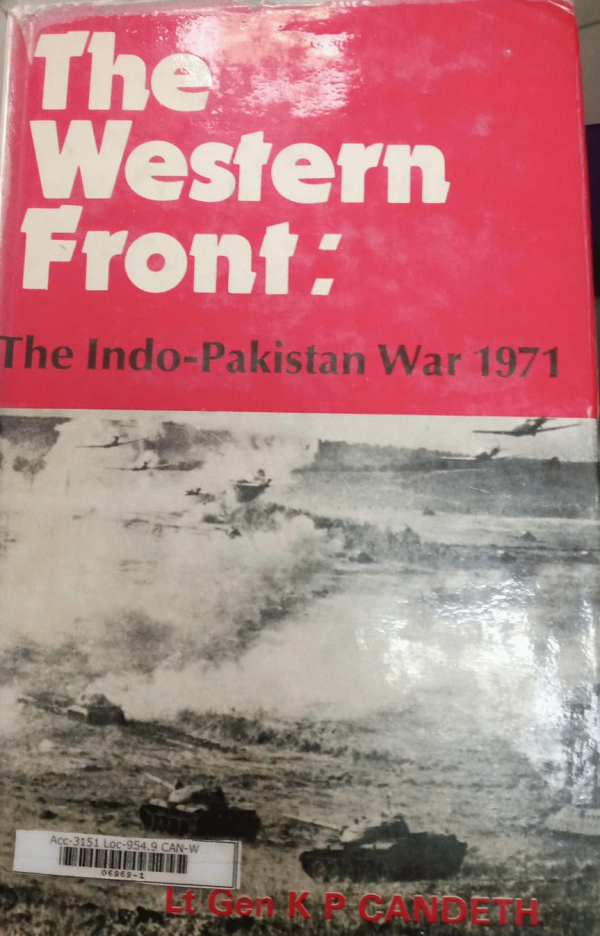 The
Western
Front:
The Indo-Pakistan War 1971
Acc-3151 Loc-954.9 CAN-W
06969-1
Lt Gen K P CANDETH